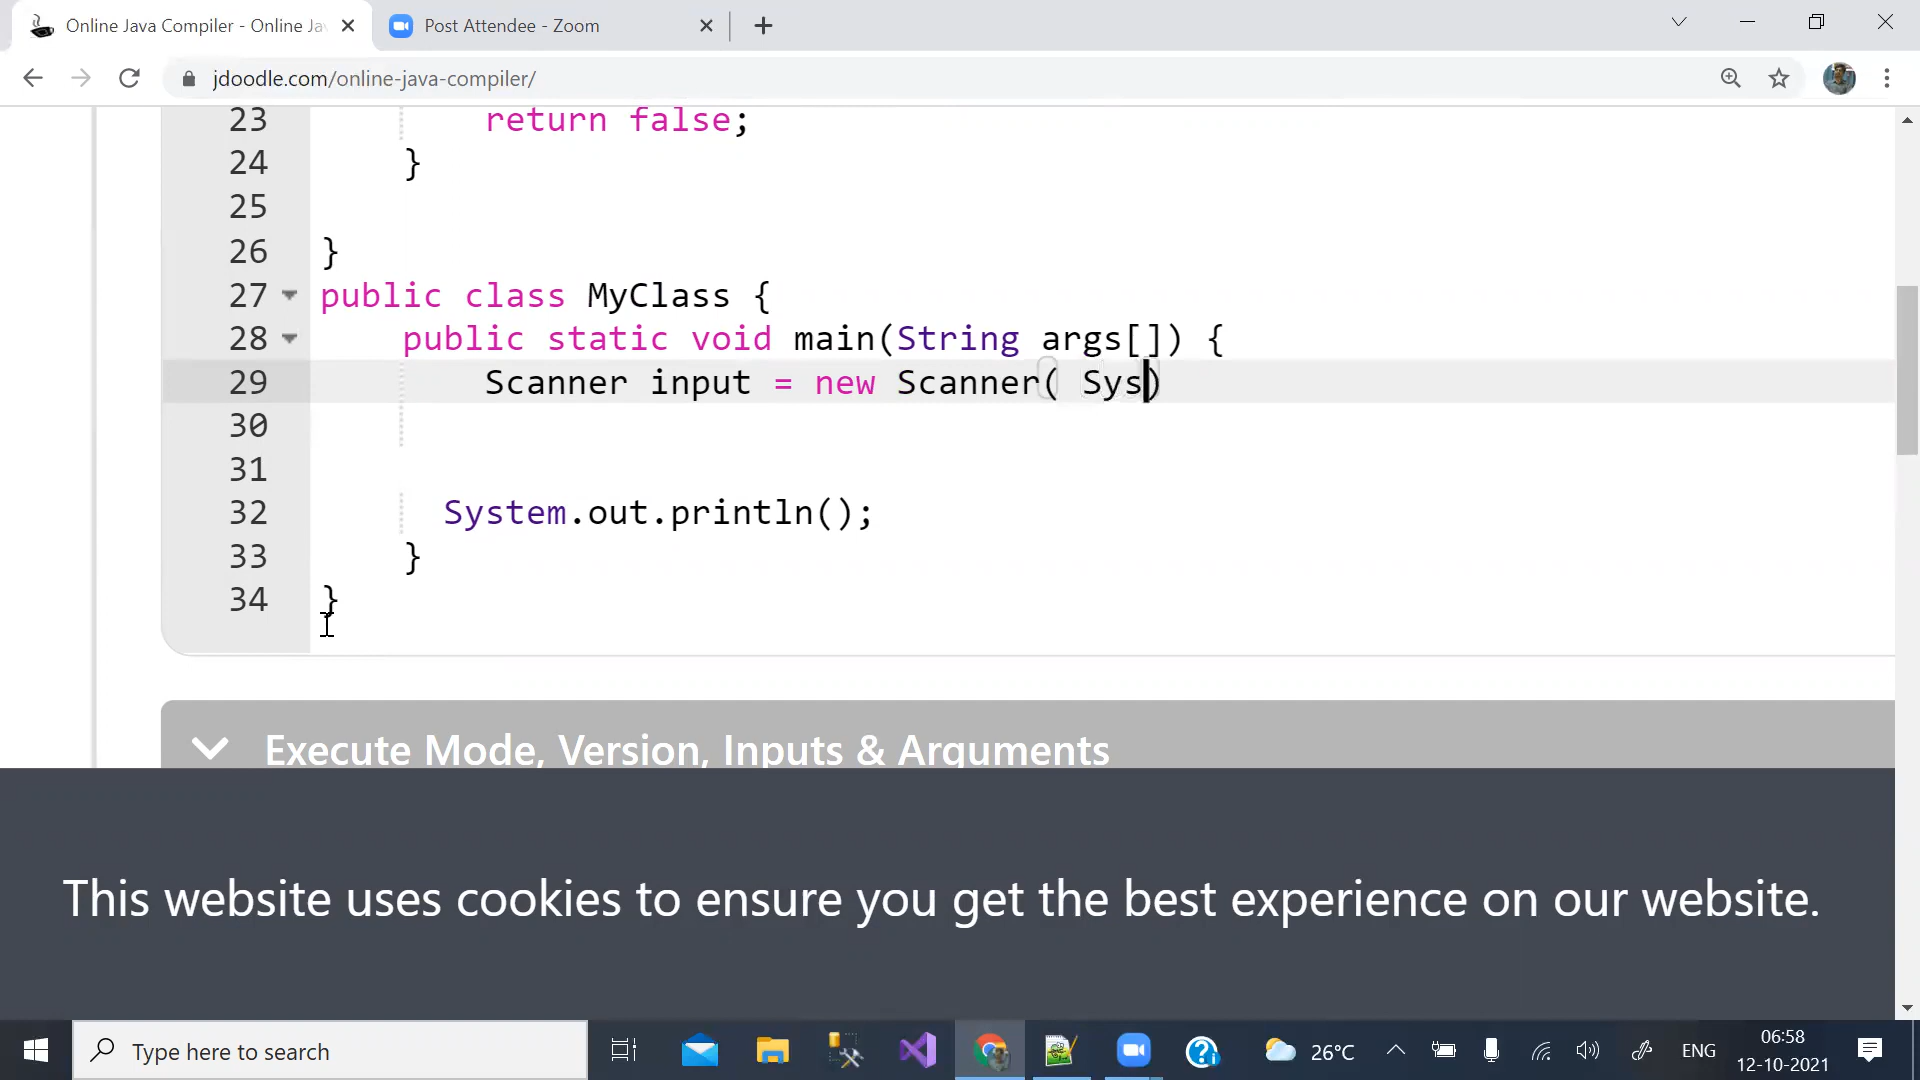 Online Java Compiler - Online Ja
Post Attendee - Zoom
jdoodle.com/online-java-compiler/
23 return false;
24 }
25
26 }
27 public class MyClass {
28 public static void main(String args[]) {
29 Scanner input = new Scanner( Sys)
30
31
32 System.out.println();
33 }
34 }
Execute Mode, Version, Inputs & Arguments
This website uses cookies to ensure you get the best experience on our website.
Type here to search
26°C
ENG
06:58
12-10-2021